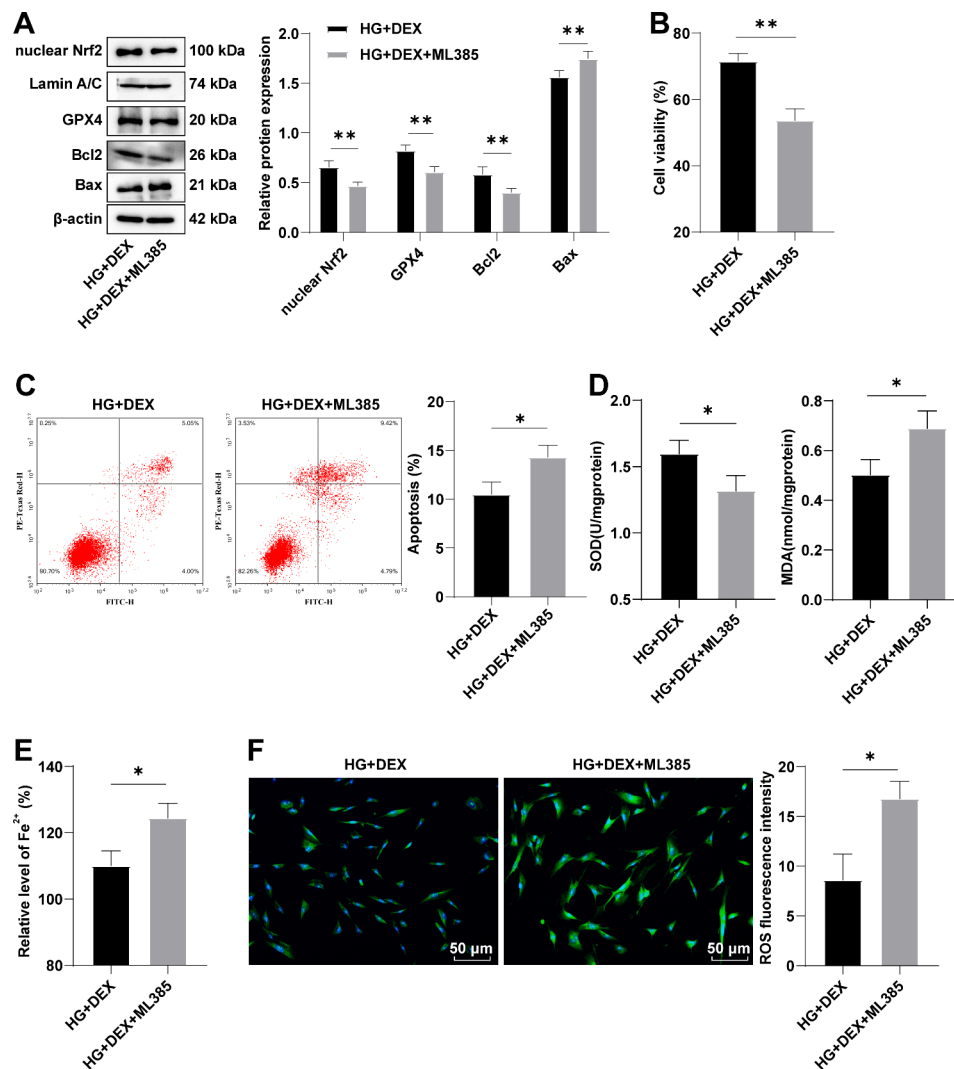 A
nuclear Nrf2
100 kDa
Lamin A/C
74 kDa
GPX4
20 kDa
Bcl2
26 kDa
Bax
21 kDa
β-actin
42 kDa
HG+DEX
HG+DEX+ML385
Relative protien expression
2.0
1.5
1.0
0.5
0.0
HG+DEX
HG+DEX+ML385
**
**
**
**
nuclear Nrf2
GPX4
Bcl2
Bax
B
Cell viability (%)
80
60
40
20
**
HG+DEX
HG+DEX+ML385
C
HG+DEX
PE-Texas Red-H
5.05%
90.70%
4.00%
FITC-H
HG+DEX+ML385
PE-Texas Red-H
3.53%
9.42%
82.26%
4.79%
FITC-H
Apoptosis (%)
20
15
10
5
0
*
HG+DEX
HG+DEX+ML385
D
SOD(U/mgprotein)
2.0
1.5
1.0
0.5
*
HG+DEX
HG+DEX+ML385
MDA(nmol/mgprotein)
0.8
0.6
0.4
0.2
0.0
*
HG+DEX
HG+DEX+ML385
E
Relative level of Fe²⁺ (%)
140
120
100
80
*
HG+DEX
HG+DEX+ML385
F
HG+DEX
50 μm
HG+DEX+ML385
50 μm
ROS fluorescence intensity
20
15
10
5
0
*
HG+DEX
HG+DEX+ML385